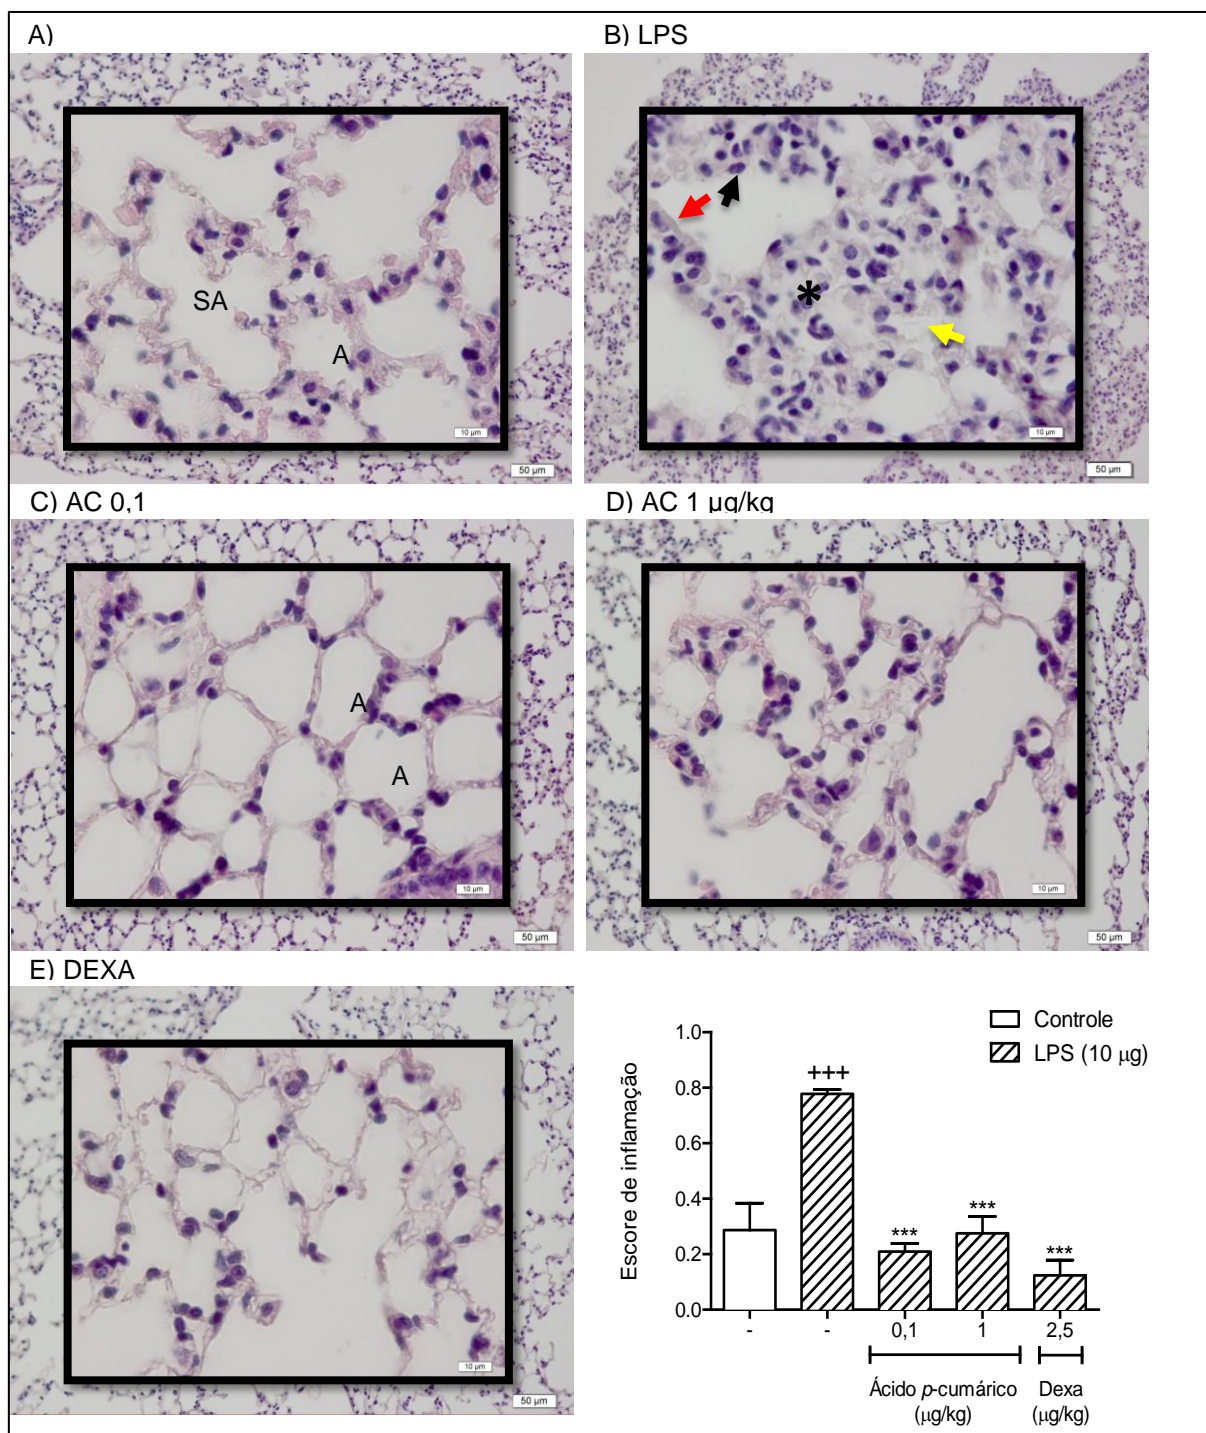 A)
B) LPS
SA
A
*
10 µm
50 µm
10 µm
50 µm
C) AC 0,1
D) AC 1 µg/kg
A
A
10 µm
50 µm
10 µm
50 µm
E) DEXA
10 µm
50 µm
Controle
LPS (10 µg)
Escore de inflamação
1.0
0.8
0.6
0.4
0.2
0.0
+++
***
***
***
-
-
0,1
1
2,5
Ácido p-cumárico
(µg/kg)
Dexa
(µg/kg)